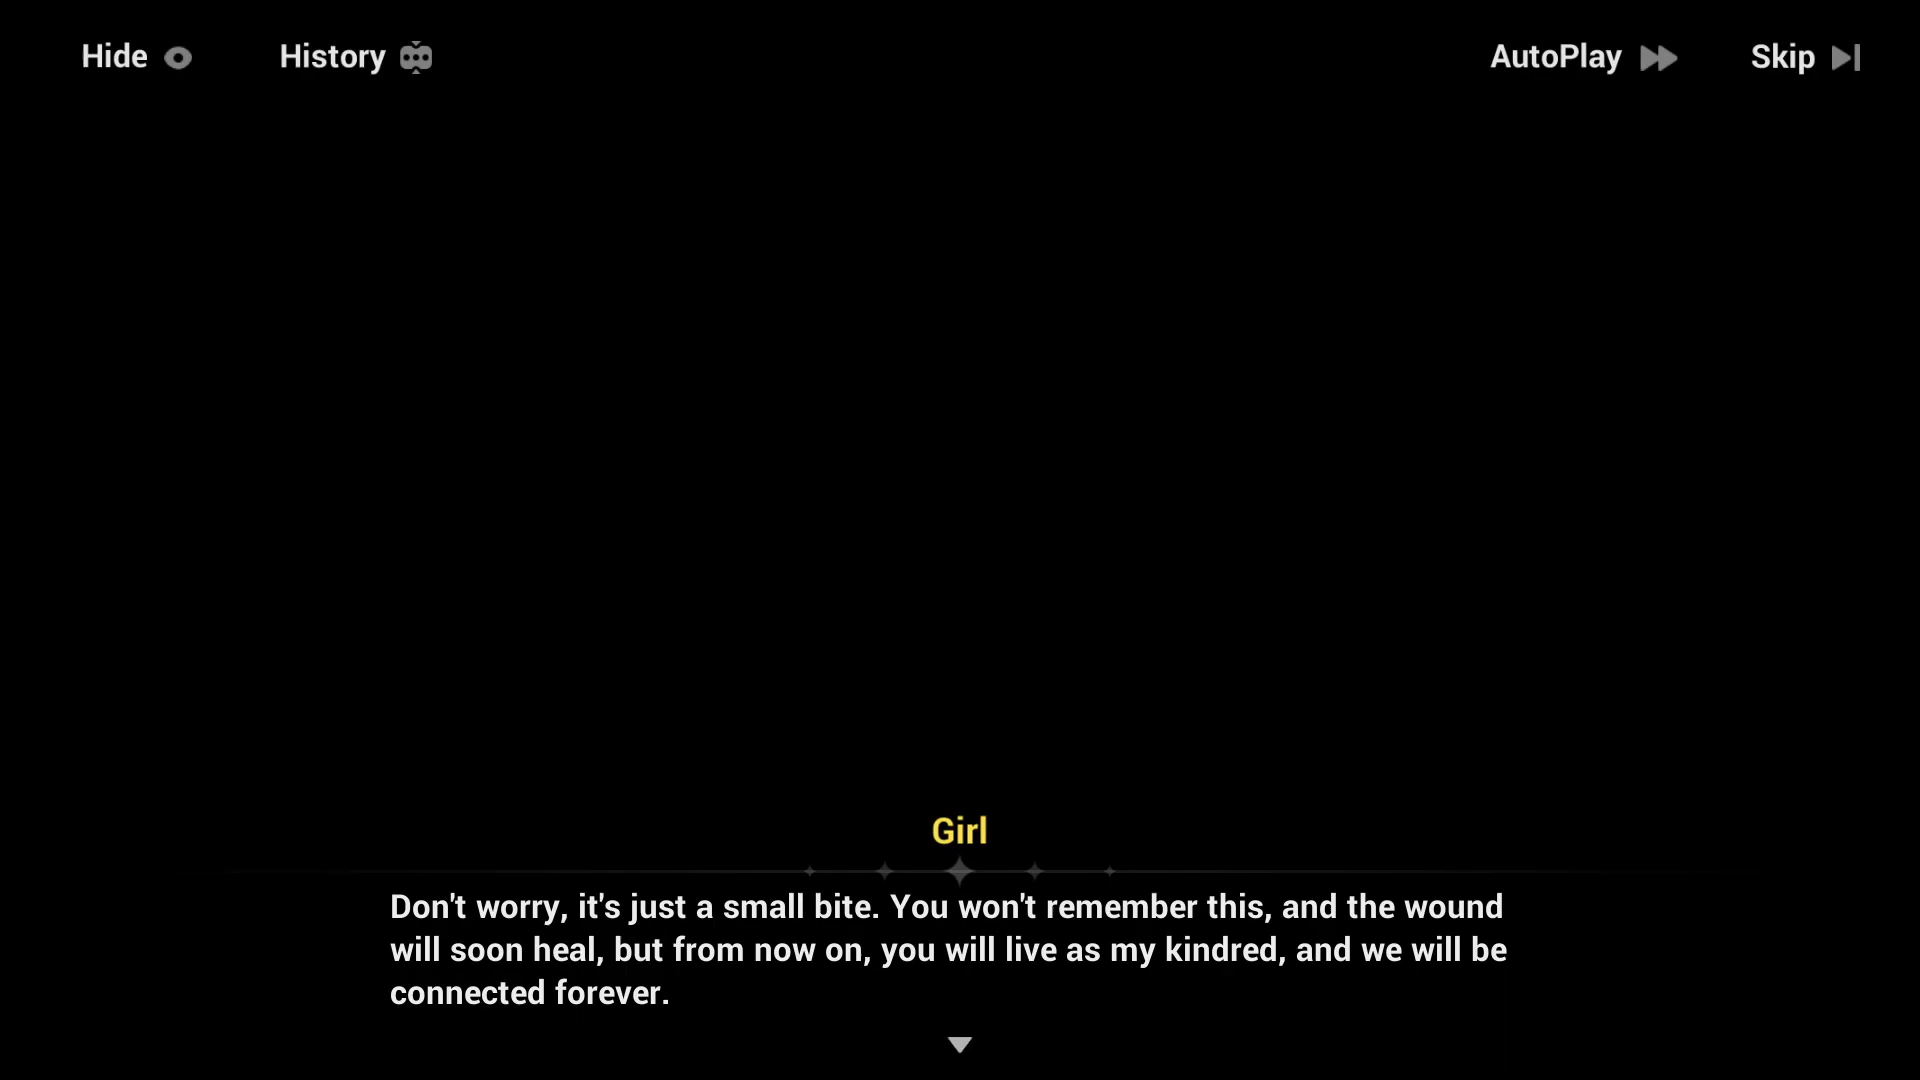 Hide
History
AutoPlay
Skip
Girl
Don't worry, it's just a small bite. You won't remember this, and the wound
will soon heal, but from now on, you will live as my kindred, and we will be
connected forever.